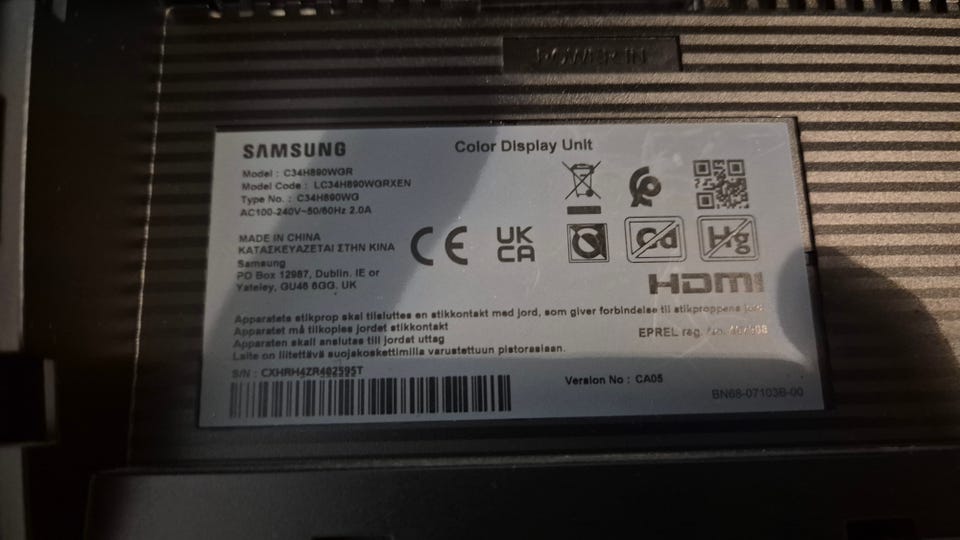 POWER IN
SAMSUNG
Color Display Unit
Model : C34H890WGR
Model Code : LC34H890WGRXEN
Type No. : C34H890WG
AC100-240V~50/60Hz 2.0A
MADE IN CHINA
ΚΑΤΑΣΚΕΥΑΖΕΤΑΙ ΣΤΗΝ ΚΙΝΑ
Samsung
PO Box 12987, Dublin. IE or
Yateley, GU46 6GG. UK
CE
UK
CA
Cd
Hg
HDMI
Apparatets stikprop skal tilsluttes en stikkontakt med jord, som giver forbindelse til stikproppens jord.
Apparatet må tilkoples jordet stikkontakt
Apparaten skall anslutas till jordat uttag
Laite on liitettävä suojakoskettimilla varustettuun pistorasiaan.
EPREL reg. no.
S/N : CXHRH4ZR402595T
Version No : CA05
BN68-07103B-00